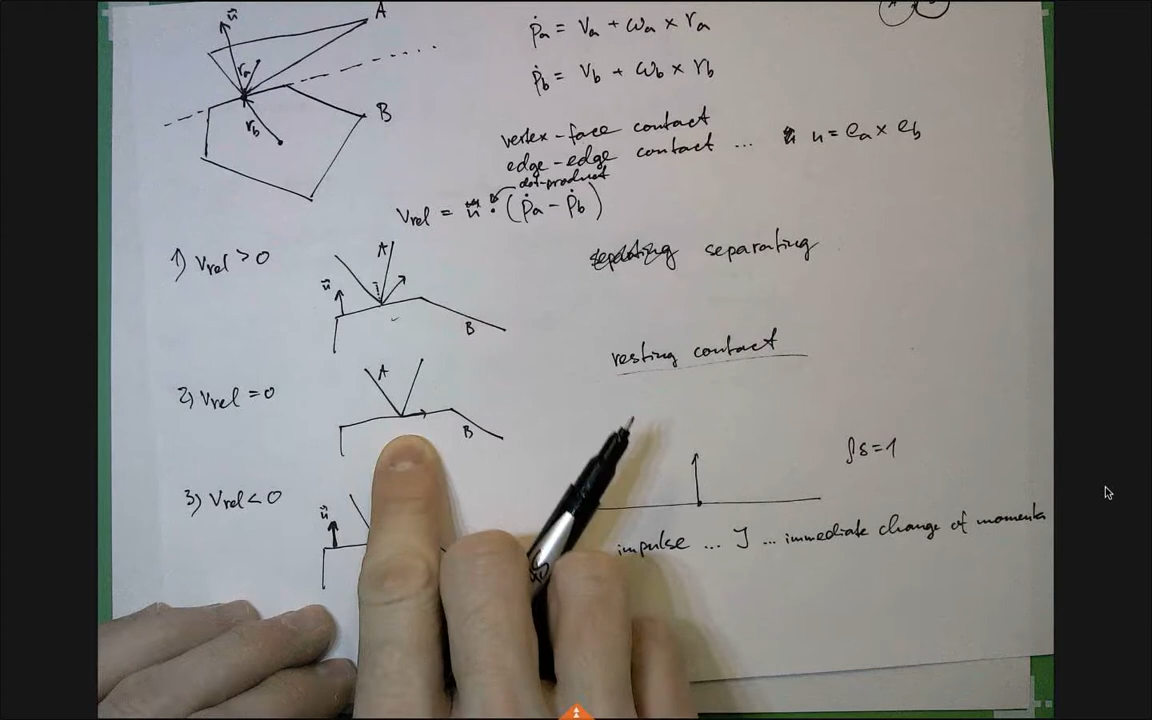 n⃗
A
ṗa = Va + ωa × ra
ra
ṗb = Vb + ωb × rb
B
rb
vertex-face contact
edge-edge contact ... n = ea × eb
dot-product
Vrel = n · (ṗa - ṗb)
1) Vrel > 0
A
n⃗
B
separating
2) Vrel = 0
A
B
resting contact
∫δ = 1
3) Vrel < 0
n⃗
impulse ... J ... immediate change of momenta